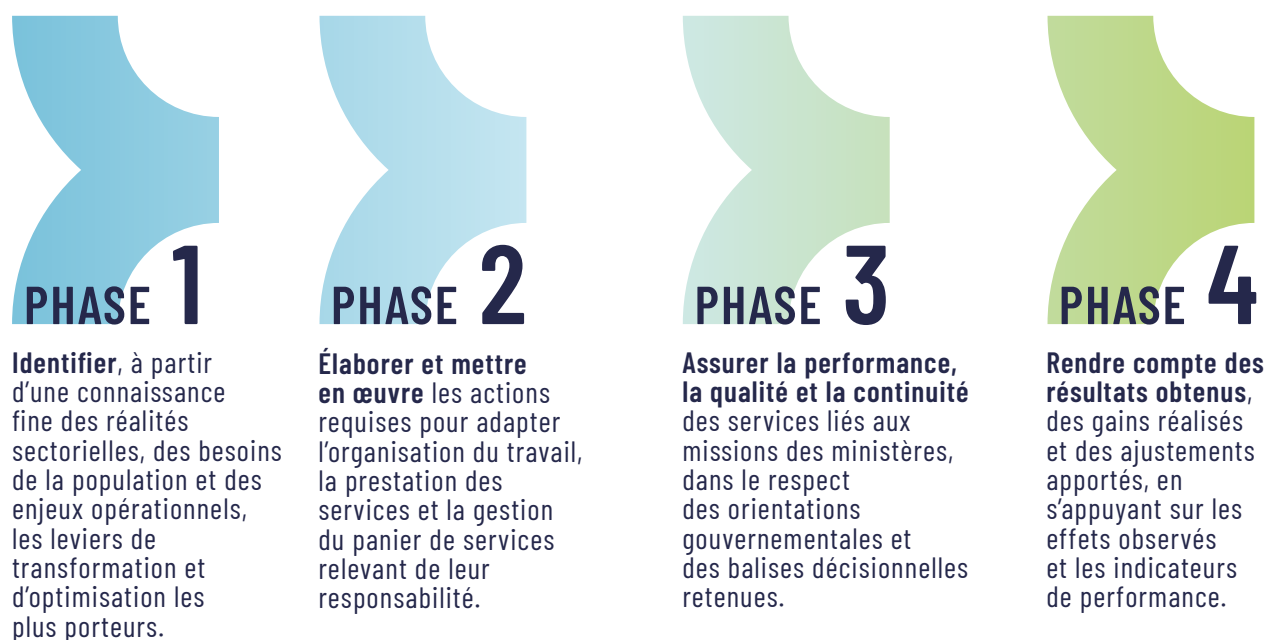 PHASE 1
Identifier, à partir
d’une connaissance
fine des réalités
sectorielles, des besoins
de la population et des
enjeux opérationnels,
les leviers de
transformation et
d’optimisation les
plus porteurs.
PHASE 2
Élaborer et mettre
en œuvre les actions
requises pour adapter
l’organisation du travail,
la prestation des
services et la gestion
du panier de services
relevant de leur
responsabilité.
PHASE 3
Assurer la performance,
la qualité et la continuité
des services liés aux
missions des ministères,
dans le respect
des orientations
gouvernementales et
des balises décisionnelles
retenues.
PHASE 4
Rendre compte des
résultats obtenus,
des gains réalisés
et des ajustements
apportés, en
s’appuyant sur les
effets observés
et les indicateurs
de performance.